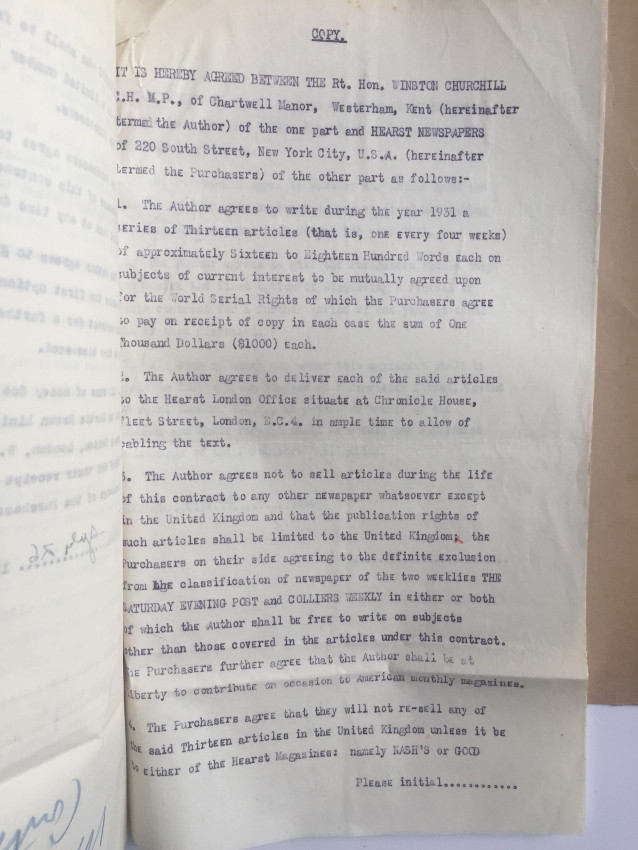 COPY.
IT IS HEREBY AGREED BETWEEN THE Rt. Hon. WINSTON CHURCHILL
C.H. M.P., of Chartwell Manor, Westerham, Kent (hereinafter
termed the Author) of the one part and HEARST NEWSPAPERS
of 220 South Street, New York City, U.S.A. (hereinafter
termed the Purchasers) of the other part as follows:-
1. The Author agrees to write during the year 1931 a
series of Thirteen articles (that is, one every four weeks)
of approximately Sixteen to Eighteen Hundred Words each on
subjects of current interest to be mutually agreed upon
for the World Serial Rights of which the Purchasers agree
to pay on receipt of copy in each case the sum of One
Thousand Dollars ($1000) each.
2. The Author agrees to deliver each of the said articles
to the Hearst London Office situate at Chronicle House,
Fleet Street, London, E.C.4. in ample time to allow of
cabling the text.
3. The Author agrees not to sell articles during the life
of this contract to any other newspaper whatsoever except
in the United Kingdom and that the publication rights of
such articles shall be limited to the United Kingdom; the
Purchasers on their side agreeing to the definite exclusion
from the classification of newspaper of the two weeklies THE
SATURDAY EVENING POST and COLLIERS WEEKLY in either or both
of which the Author shall be free to write on subjects
other than those covered in the articles under this contract.
The Purchasers further agree that the Author shall be at
liberty to contribute on occasion to American monthly magazines.
4. The Purchasers agree that they will not re-sell any of
the said Thirteen articles in the United Kingdom unless it be
to either of the Hearst Magazines: namely NASH'S or GOOD
Please initial............